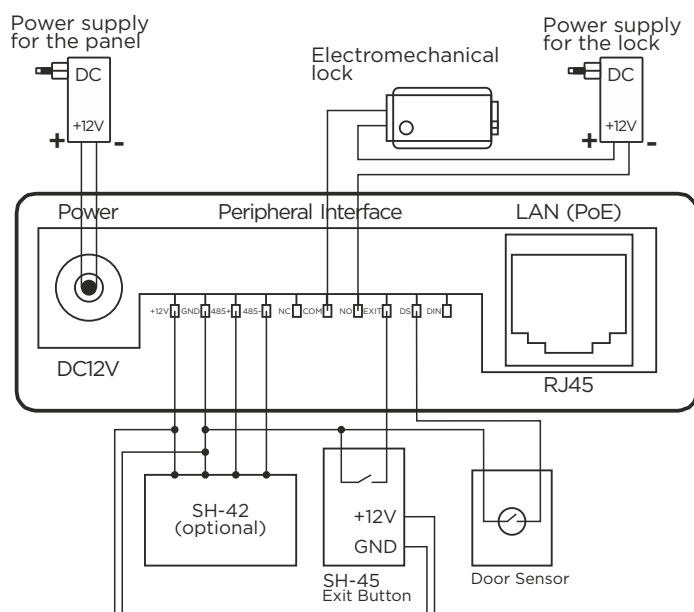 Power supply
for the panel
DC
+12V
+ -
Electromechanical
lock
Power supply
for the lock
DC
+12V
+ -
Power
Peripheral Interface
LAN (PoE)
+12V GND 485+ 485- NC COM NO EXIT DS DIN
DC12V
RJ45
SH-42
(optional)
+12V
GND
SH-45
Exit Button
Door Sensor